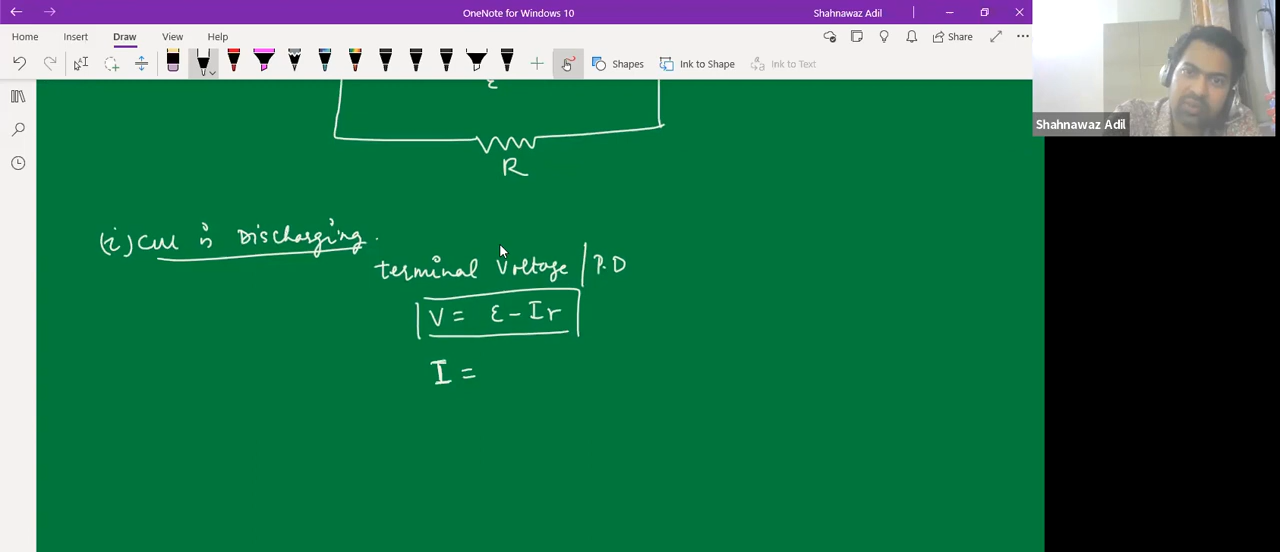 OneNote for Windows 10
Shahnawaz Adil
Home Insert Draw View Help
Share
Shapes
Ink to Shape
Ink to Text
Shahnawaz Adil
ε
R
(i) Cell is Discharging.
terminal Voltage | P.D
V = ε - Ir
I =